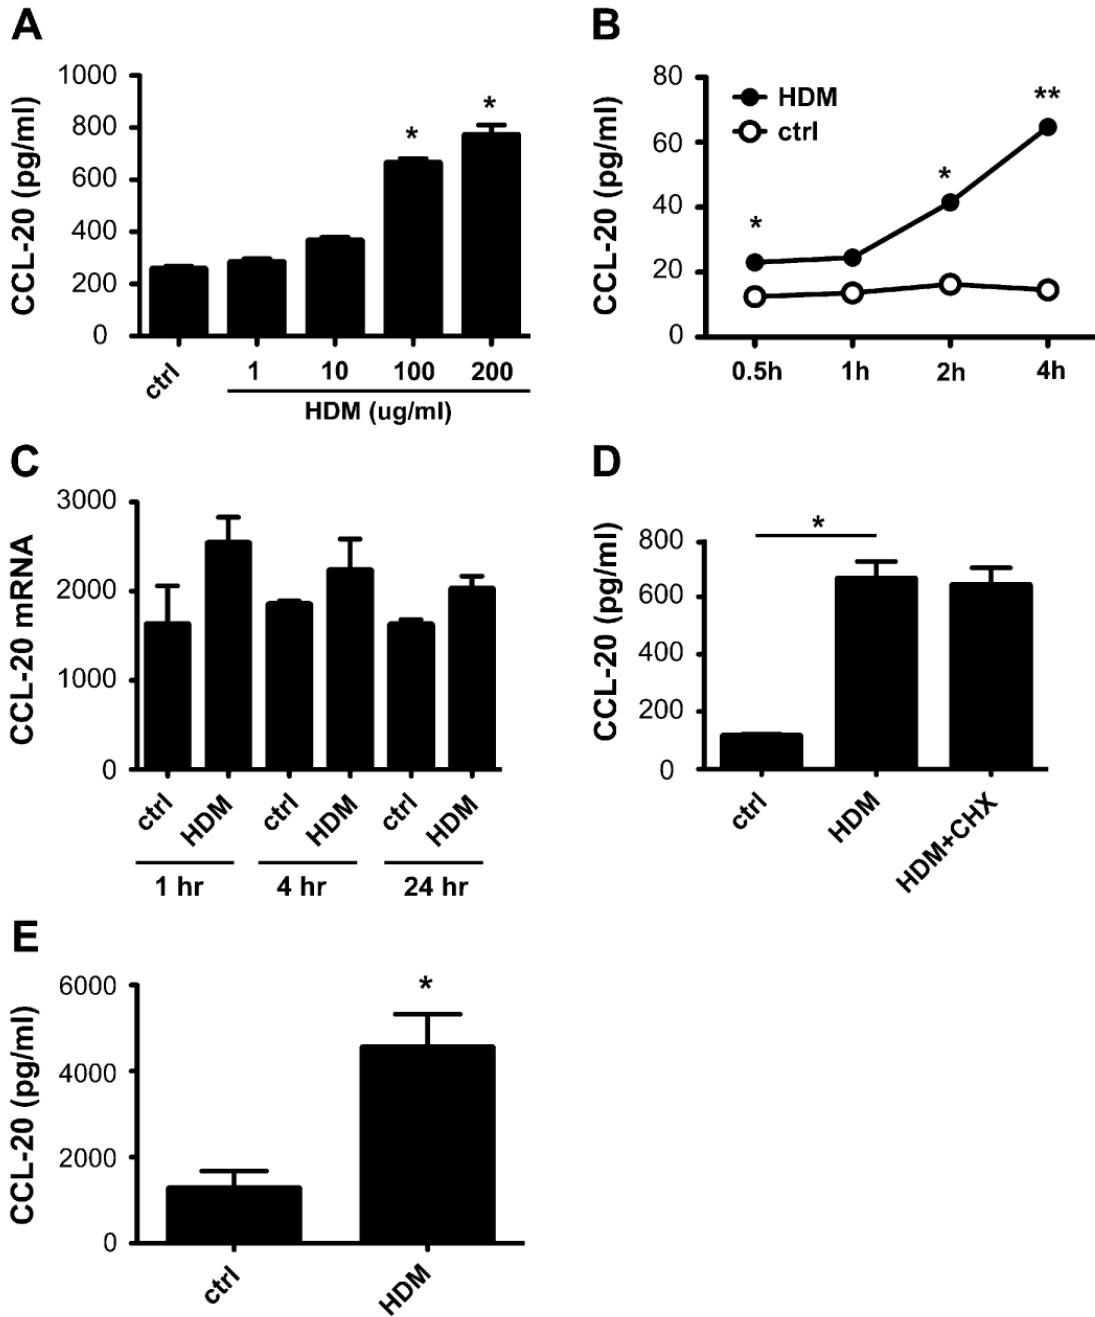 A
CCL-20 (pg/ml)
1000
800
600
400
200
0
*
*
ctrl
1
10
100
200
HDM (ug/ml)
B
CCL-20 (pg/ml)
80
60
40
20
0
HDM
ctrl
*
*
**
0.5h
1h
2h
4h
C
CCL-20 mRNA
3000
2000
1000
0
ctrl
HDM
ctrl
HDM
ctrl
HDM
1 hr
4 hr
24 hr
D
CCL-20 (pg/ml)
800
600
400
200
0
*
ctrl
HDM
HDM+CHX
E
CCL-20 (pg/ml)
6000
4000
2000
0
*
ctrl
HDM